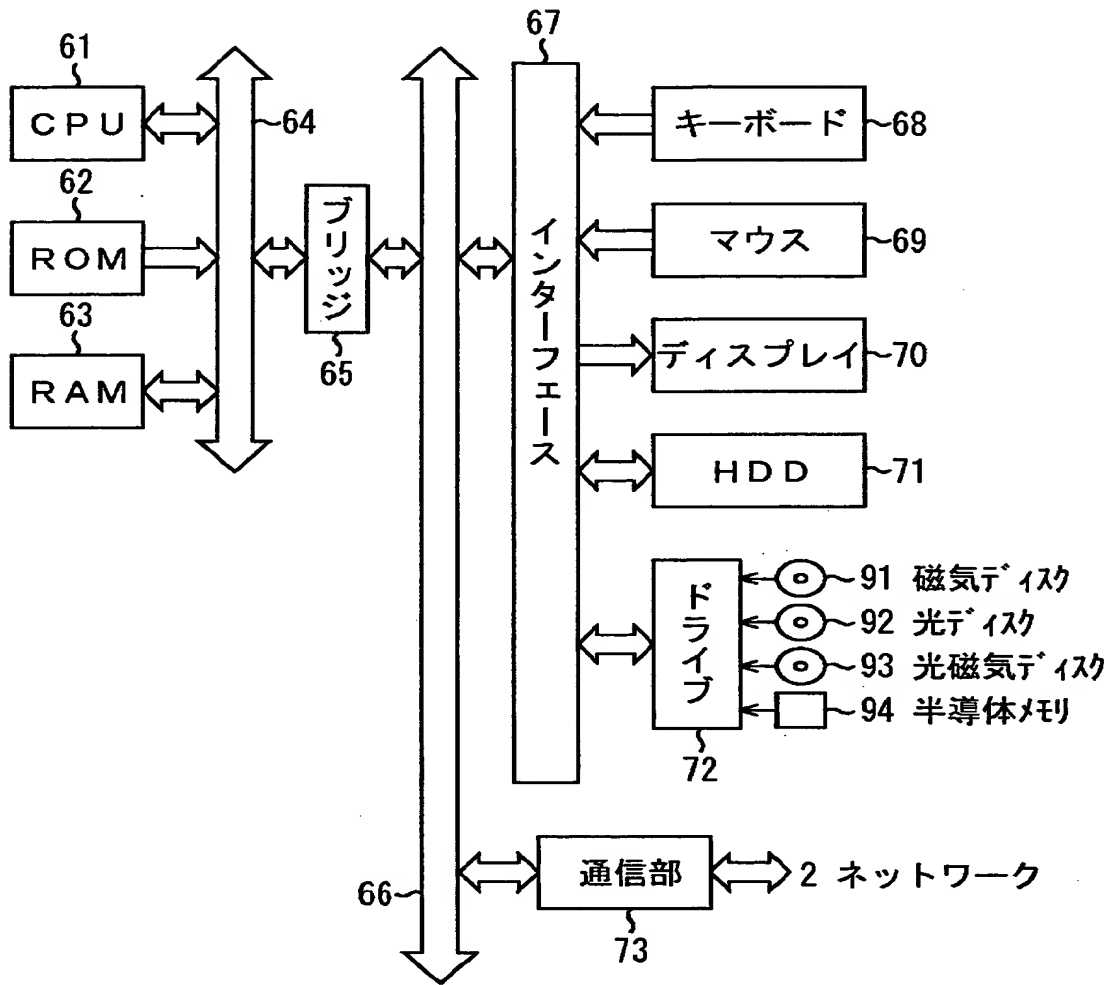 61
CPU
62
ROM
63
RAM
64
ブリッジ
65
66
67
インターフェース
キーボード 68
マウス 69
ディスプレイ 70
HDD 71
ドライブ
72
91 磁気ディスク
92 光ディスク
93 光磁気ディスク
94 半導体メモリ
通信部
73
2 ネットワーク